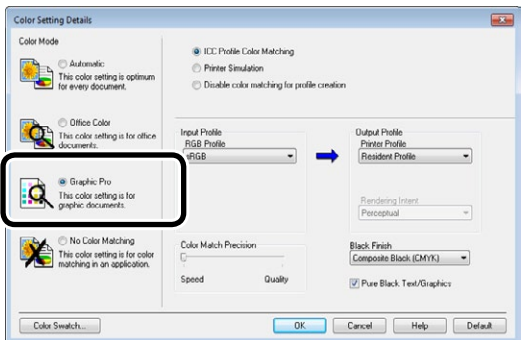 Color Setting Details
Color Mode
Automatic
This color setting is optimum
for every document.
Office Color
This color setting is for office
documents.
Graphic Pro
This color setting is for
graphic documents.
No Color Matching
This color setting is for color
matching in an application.
ICC Profile Color Matching
Printer Simulation
Disable color matching for profile creation
Input Profile
RGB Profile
sRGB
Output Profile
Printer Profile
Resident Profile
Rendering Intent
Perceptual
Color Match Precision
Speed Quality
Black Finish
Composite Black (CMYK)
Pure Black Text/Graphics
Color Swatch...
OK Cancel Help Default